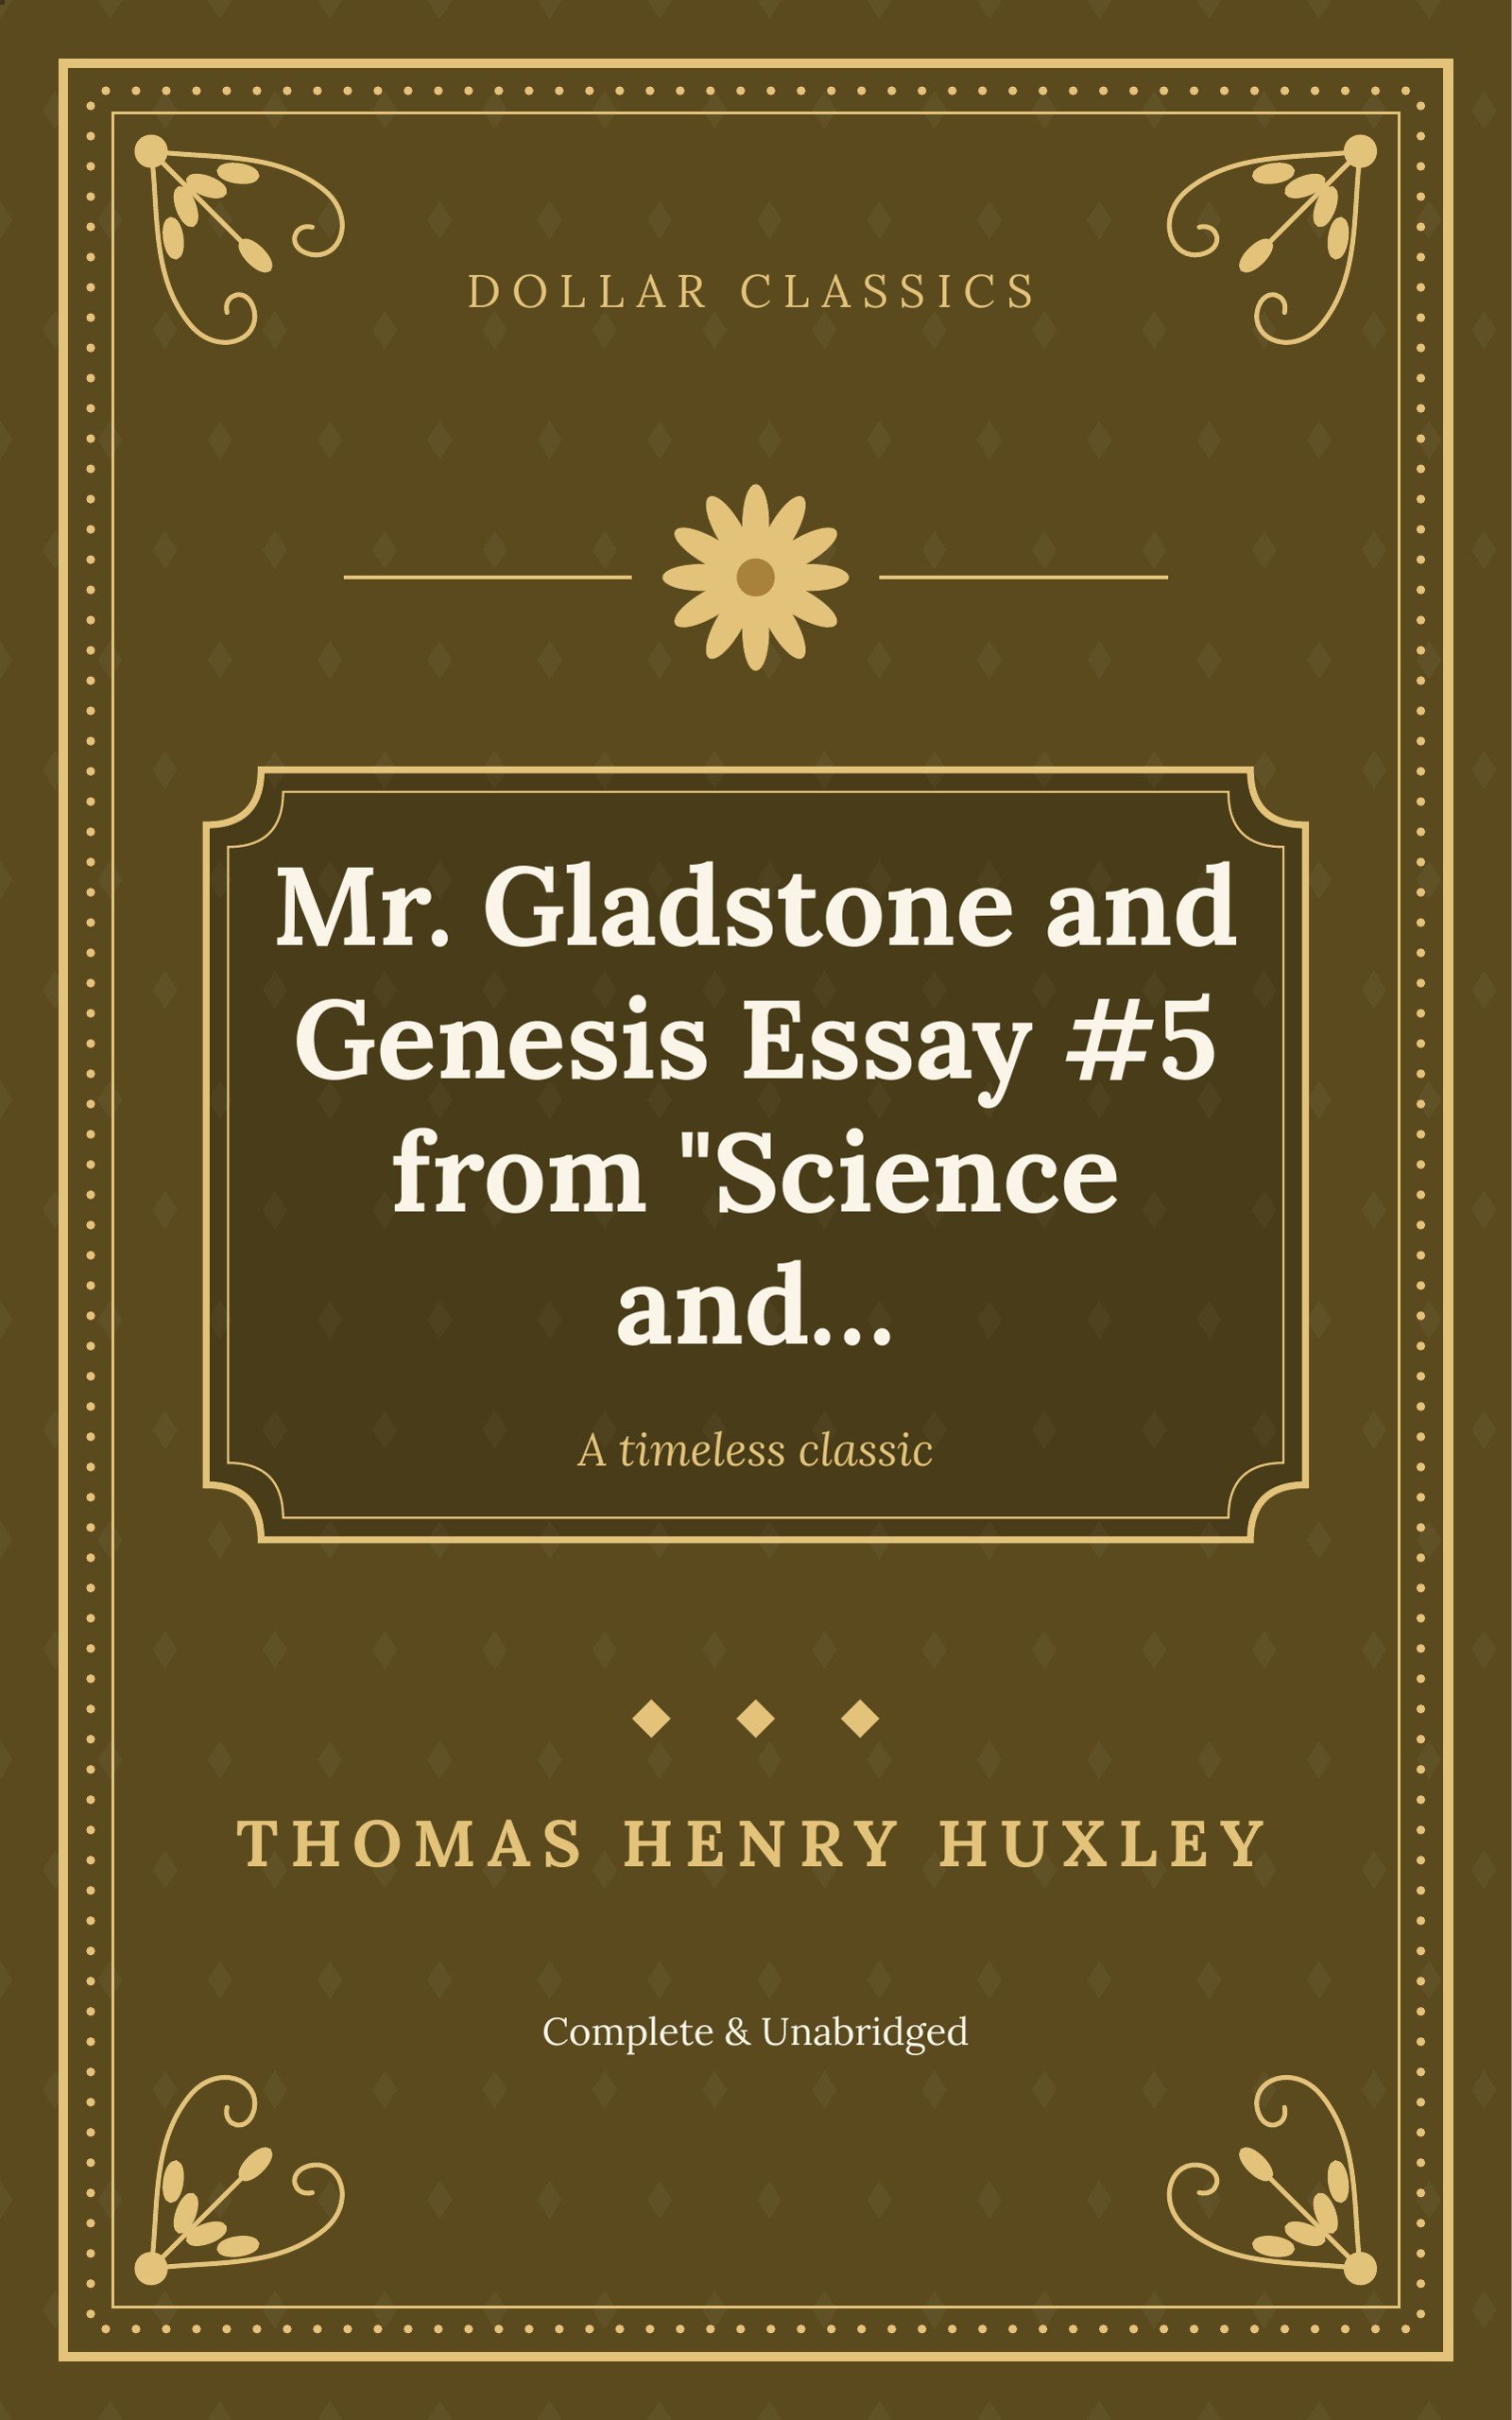 DOLLAR CLASSICS
Mr. Gladstone and
Genesis Essay #5
from "Science
and...
A timeless classic
THOMAS HENRY HUXLEY
Complete & Unabridged